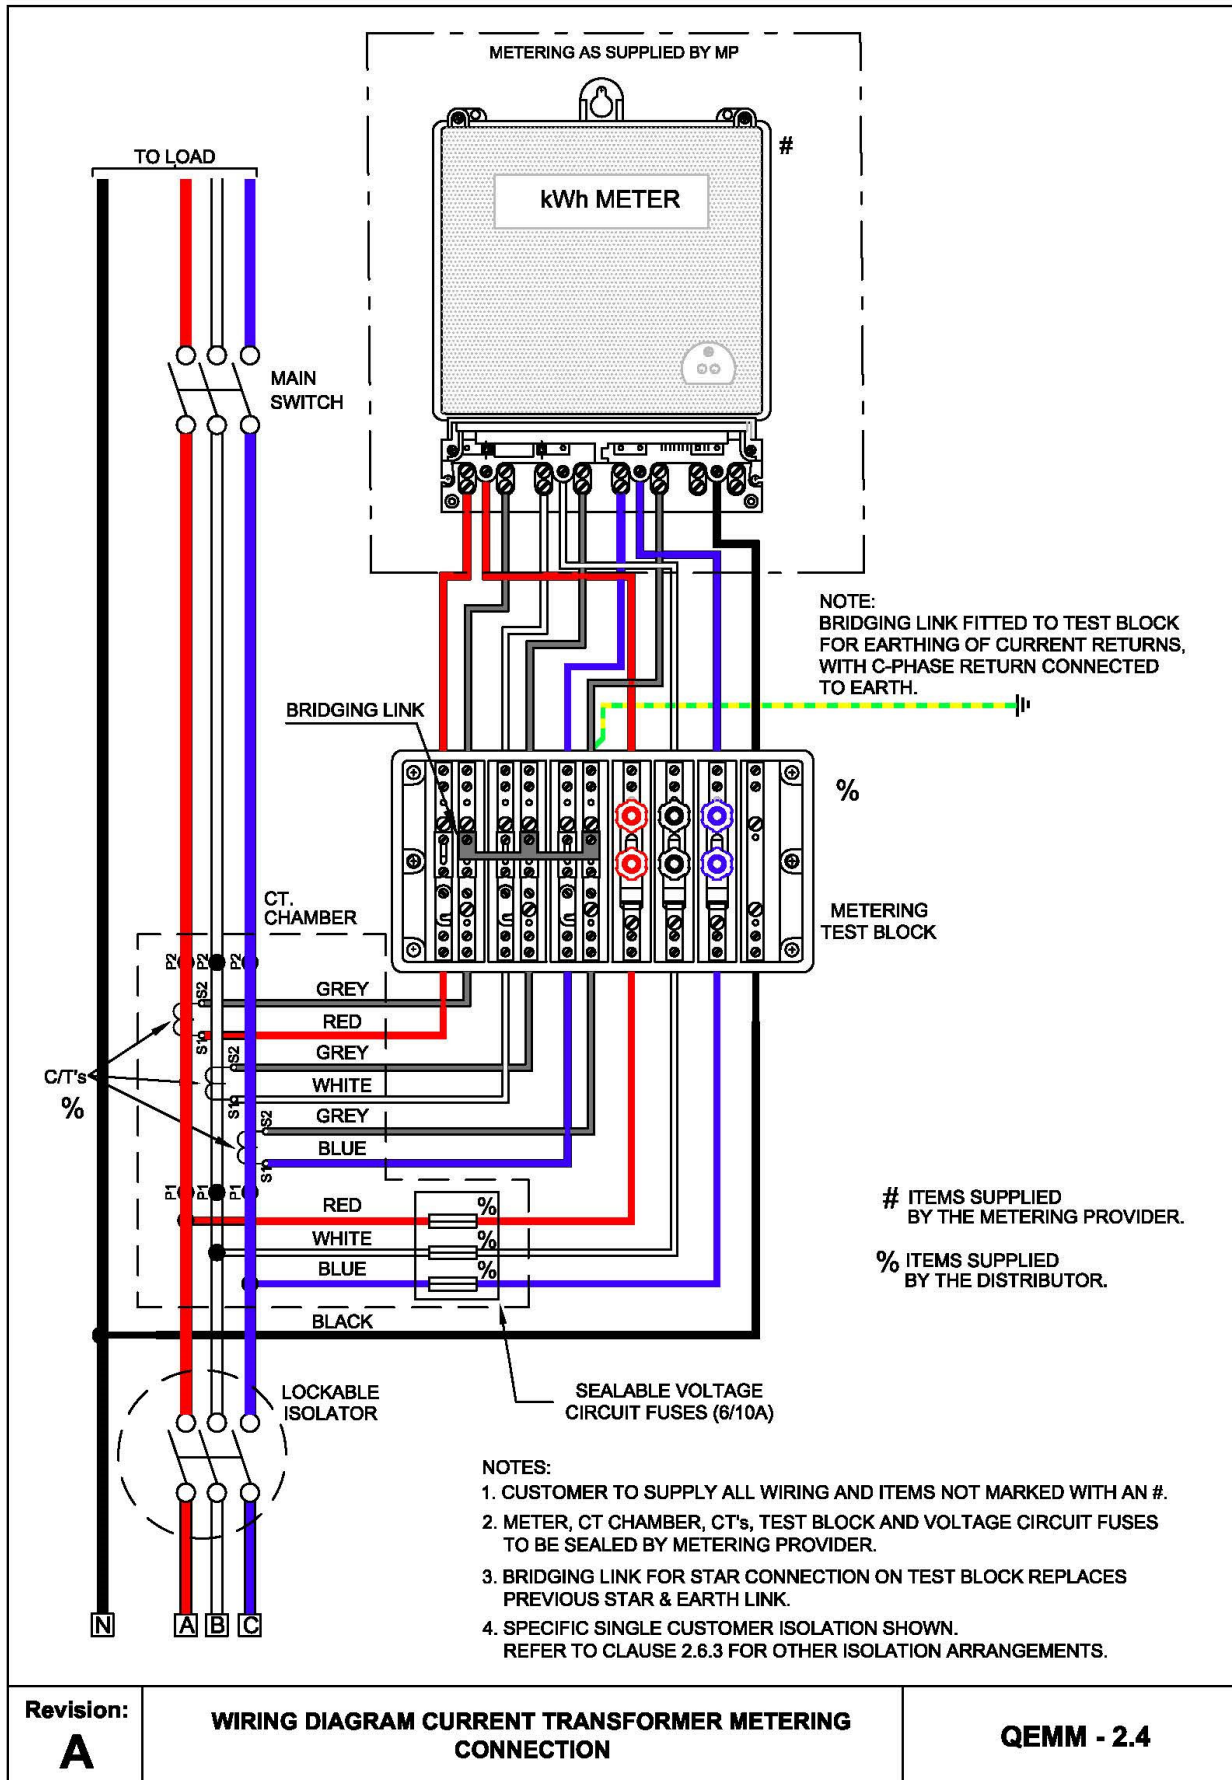 METERING AS SUPPLIED BY MP
#
TO LOAD
kWh METER
MAIN
SWITCH
NOTE:
BRIDGING LINK FITTED TO TEST BLOCK
FOR EARTHING OF CURRENT RETURNS,
WITH C-PHASE RETURN CONNECTED
TO EARTH.
BRIDGING LINK
%
METERING
TEST BLOCK
CT.
CHAMBER
P2 P2 P2
S2
GREY
RED
S1
S2
GREY
C/T's
%
WHITE
S1
S2
GREY
BLUE
S1
P1 P1 P1
RED
%
WHITE
%
BLUE
%
BLACK
# ITEMS SUPPLIED
BY THE METERING PROVIDER.
% ITEMS SUPPLIED
BY THE DISTRIBUTOR.
LOCKABLE
ISOLATOR
SEALABLE VOLTAGE
CIRCUIT FUSES (6/10A)
N A B C
NOTES:
1. CUSTOMER TO SUPPLY ALL WIRING AND ITEMS NOT MARKED WITH AN #.
2. METER, CT CHAMBER, CT's, TEST BLOCK AND VOLTAGE CIRCUIT FUSES
TO BE SEALED BY METERING PROVIDER.
3. BRIDGING LINK FOR STAR CONNECTION ON TEST BLOCK REPLACES
PREVIOUS STAR & EARTH LINK.
4. SPECIFIC SINGLE CUSTOMER ISOLATION SHOWN.
REFER TO CLAUSE 2.6.3 FOR OTHER ISOLATION ARRANGEMENTS.
Revision:
A
WIRING DIAGRAM CURRENT TRANSFORMER METERING
CONNECTION
QEMM - 2.4